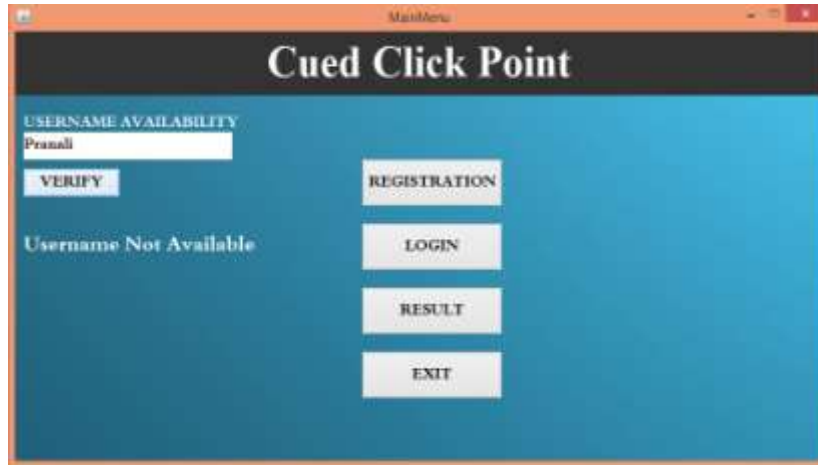 MainMenu
Cued Click Point
USERNAME AVAILABILITY
Pranali
VERIFY
Username Not Available
REGISTRATION
LOGIN
RESULT
EXIT